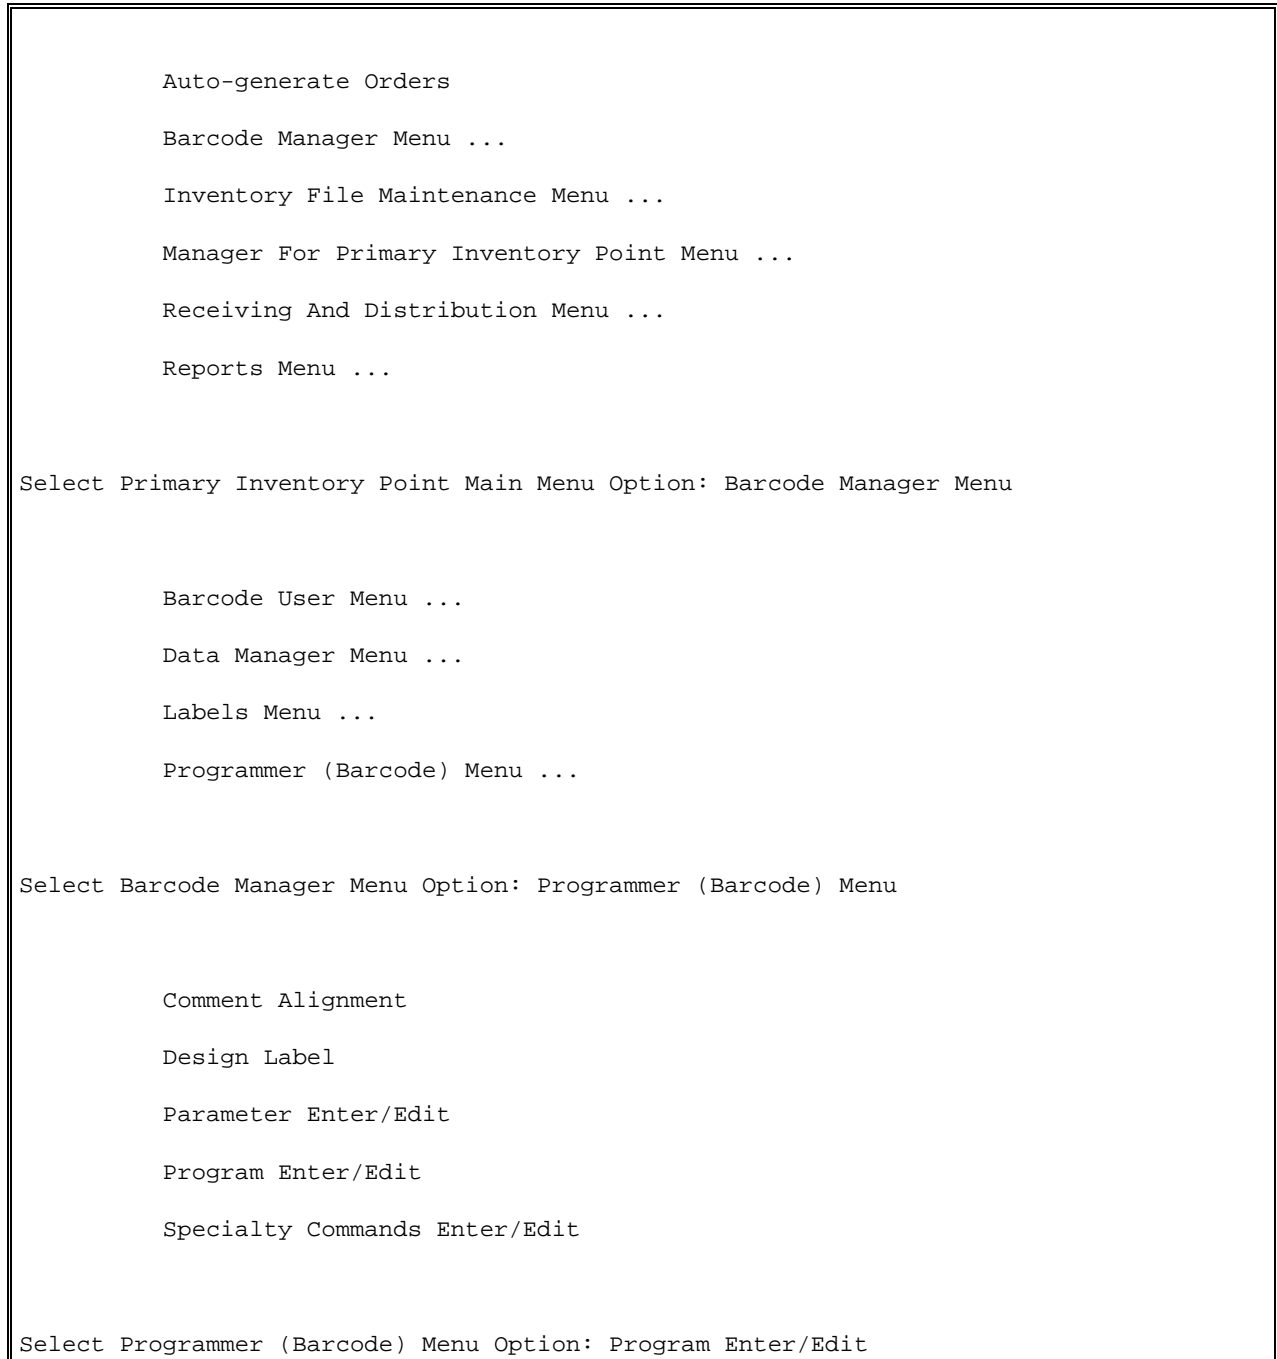 Auto-generate Orders
Barcode Manager Menu ...
Inventory File Maintenance Menu ...
Manager For Primary Inventory Point Menu ...
Receiving And Distribution Menu ...
Reports Menu ...
Select Primary Inventory Point Main Menu Option: Barcode Manager Menu
Barcode User Menu ...
Data Manager Menu ...
Labels Menu ...
Programmer (Barcode) Menu ...
Select Barcode Manager Menu Option: Programmer (Barcode) Menu
Comment Alignment
Design Label
Parameter Enter/Edit
Program Enter/Edit
Specialty Commands Enter/Edit
Select Programmer (Barcode) Menu Option: Program Enter/Edit